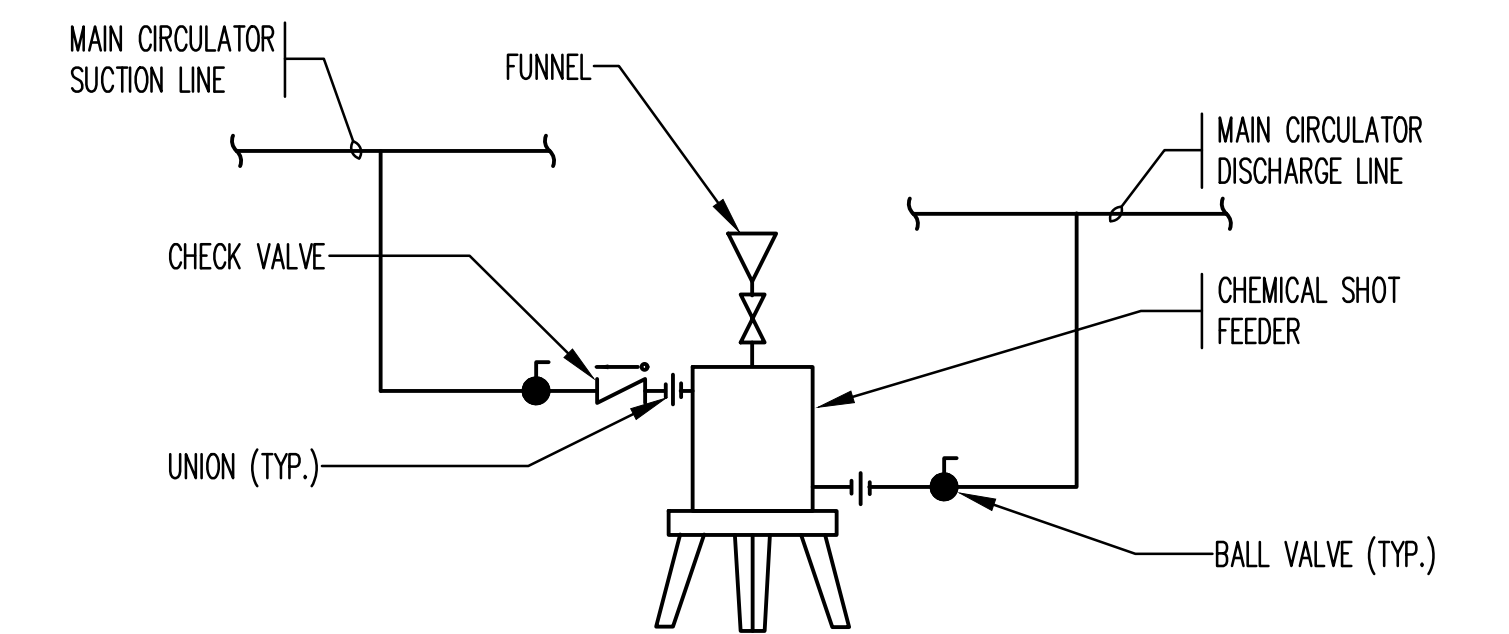 MAIN CIRCULATOR
SUCTION LINE
FUNNEL
MAIN CIRCULATOR
DISCHARGE LINE
CHECK VALVE
CHEMICAL SHOT
FEEDER
UNION (TYP.)
BALL VALVE (TYP.)